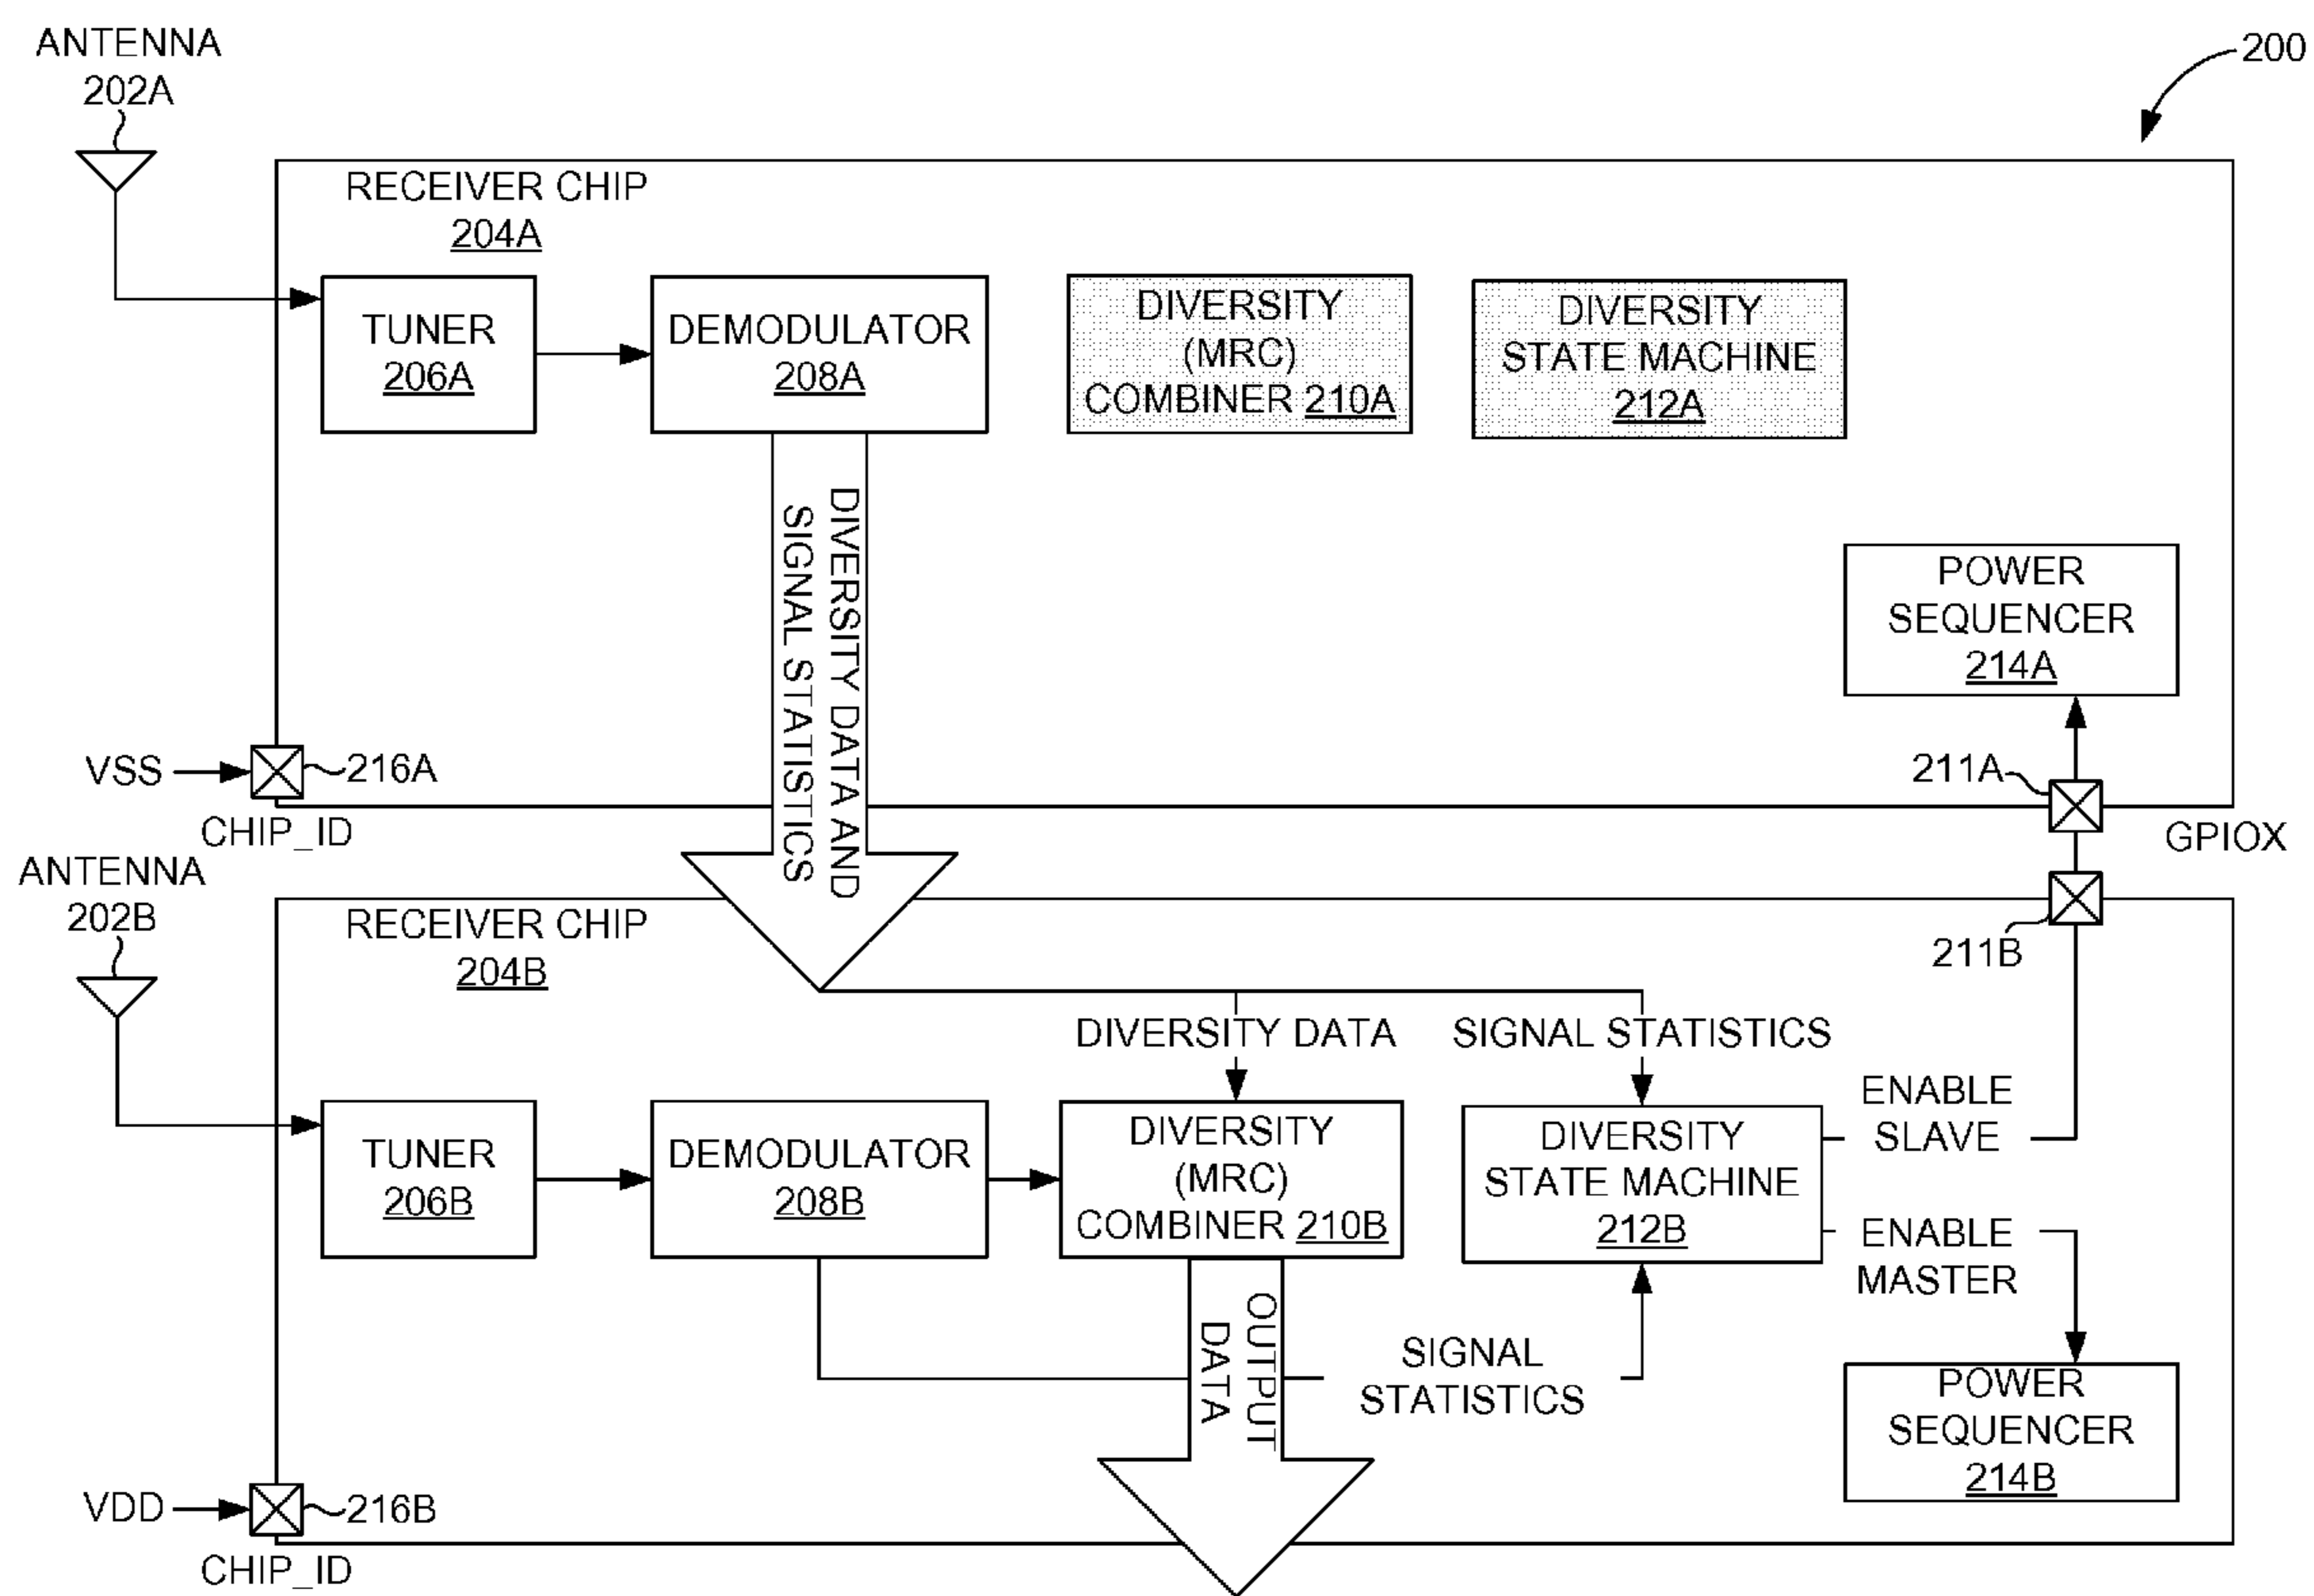 200
ANTENNA
202A
RECEIVER CHIP
204A
TUNER
206A
DEMODULATOR
208A
DIVERSITY
(MRC)
COMBINER 210A
DIVERSITY
STATE MACHINE
212A
DIVERSITY DATA AND
SIGNAL STATISTICS
POWER
SEQUENCER
214A
VSS
216A
CHIP_ID
211A
GPIOX
ANTENNA
202B
RECEIVER CHIP
204B
211B
DIVERSITY DATA
SIGNAL STATISTICS
TUNER
206B
DEMODULATOR
208B
DIVERSITY
(MRC)
COMBINER 210B
DIVERSITY
STATE MACHINE
212B
ENABLE
SLAVE
ENABLE
MASTER
OUTPUT
DATA
SIGNAL
STATISTICS
POWER
SEQUENCER
214B
VDD
216B
CHIP_ID